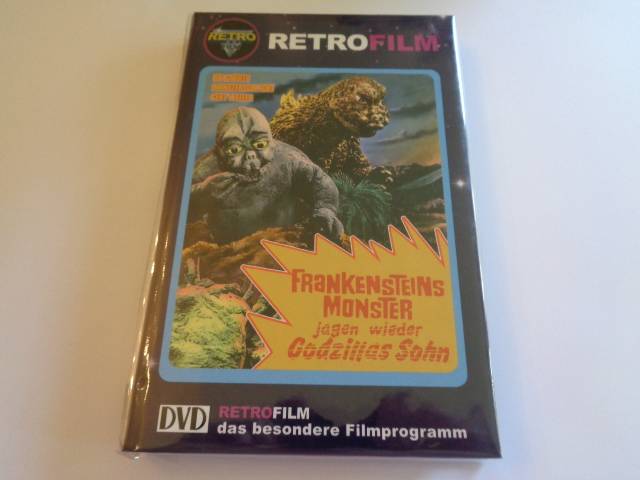 RETRO
RETROFILM
FRANKENSTEINS
MONSTER
jagen wieder
Godzillas Sohn
DVD
RETROFILM
das besondere Filmprogramm